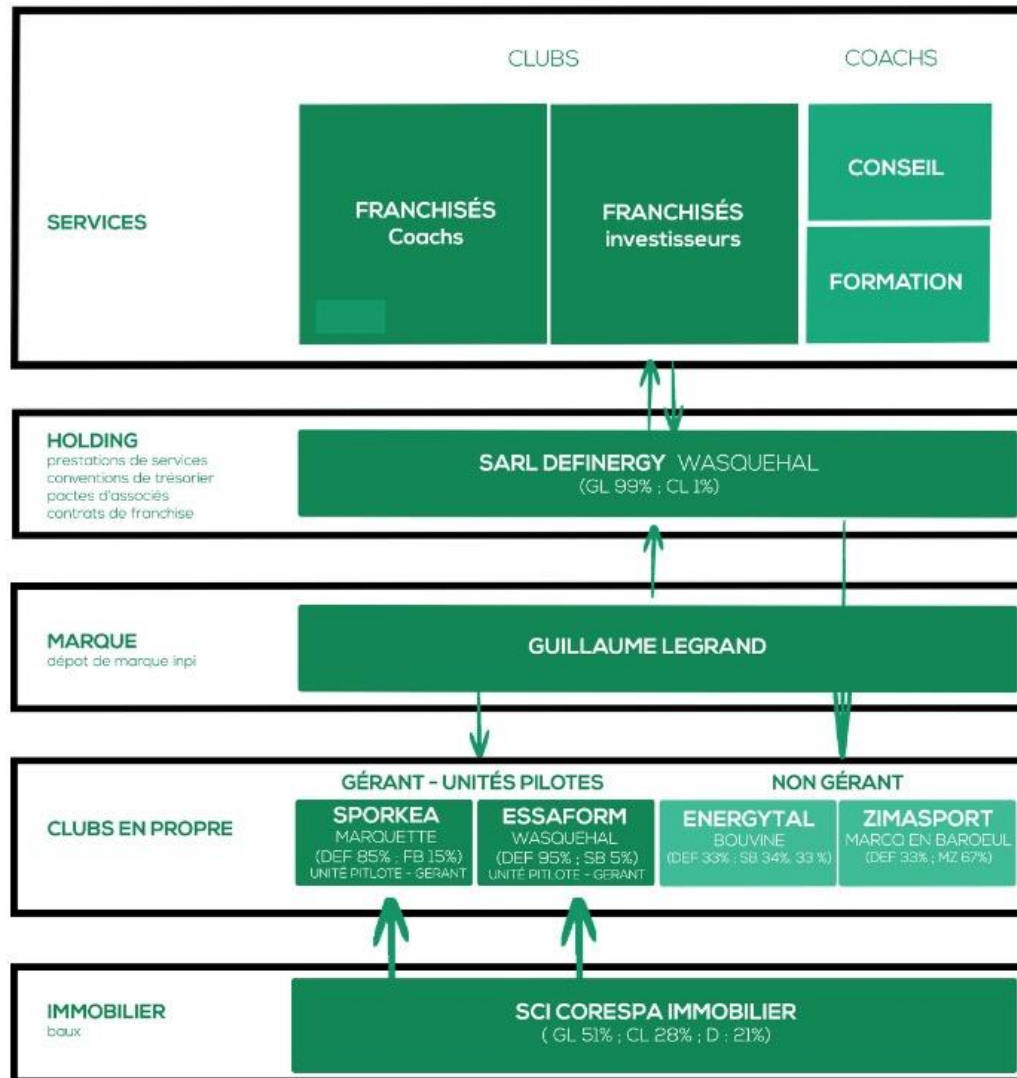 CLUBS
COACHS
SERVICES
FRANCHISÉS
Coachs
FRANCHISÉS
investisseurs
CONSEIL
FORMATION
HOLDING
prestations de services
conventions de trésorier
pactes d'associés
contrats de franchise
SARL DEFINERGY WASQUEHAL
(GL 99% ; CL 1%)
MARQUE
dépot de marque inpi
GUILLAUME LEGRAND
CLUBS EN PROPRE
GÉRANT - UNITÉS PILOTES
NON GÉRANT
SPORKEA
MARQUETTE
(DEF 85% ; FB 15%)
UNITÉ PITLOTE - GERANT
ESSAFORM
WASQUEHAL
(DEF 95% ; SB 5%)
UNITÉ PITLOTE - GERANT
ENERGYTAL
BOUVINE
(DEF 33% ; SB 34%, 33 %)
ZIMASPORT
MARCQ EN BAROEUL
(DEF 33% ; MZ 67%)
IMMOBILIER
baux
SCI CORESPA IMMOBILIER
( GL 51% ; CL 28% ; D : 21%)